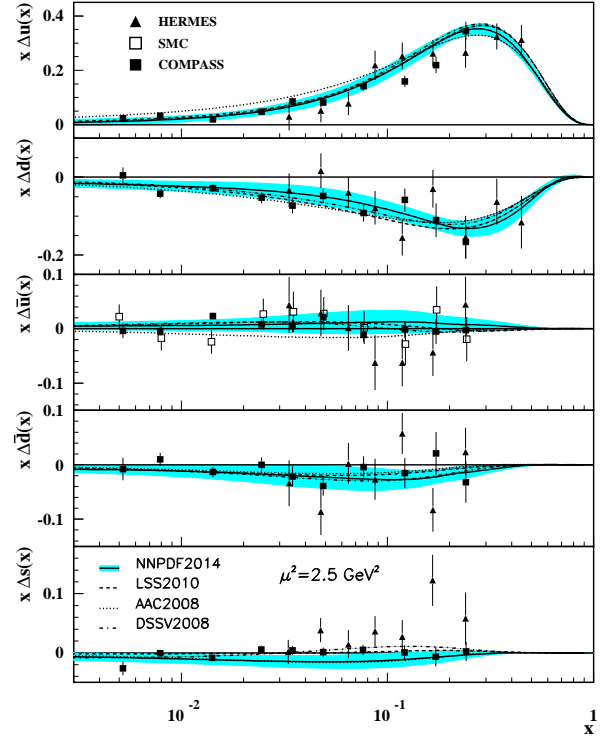 x Δu(x)
0.4
0.2
0
▲ HERMES
□ SMC
■ COMPASS
x Δd(x)
0
-0.2
x Δū(x)
0.1
0
-0.1
x Δd̄(x)
0.1
0
-0.1
x Δs(x)
0.1
0
NNPDF2014
LSS2010
AAC2008
DSSV2008
μ²=2.5 GeV²
10⁻² 10⁻¹ 1
x